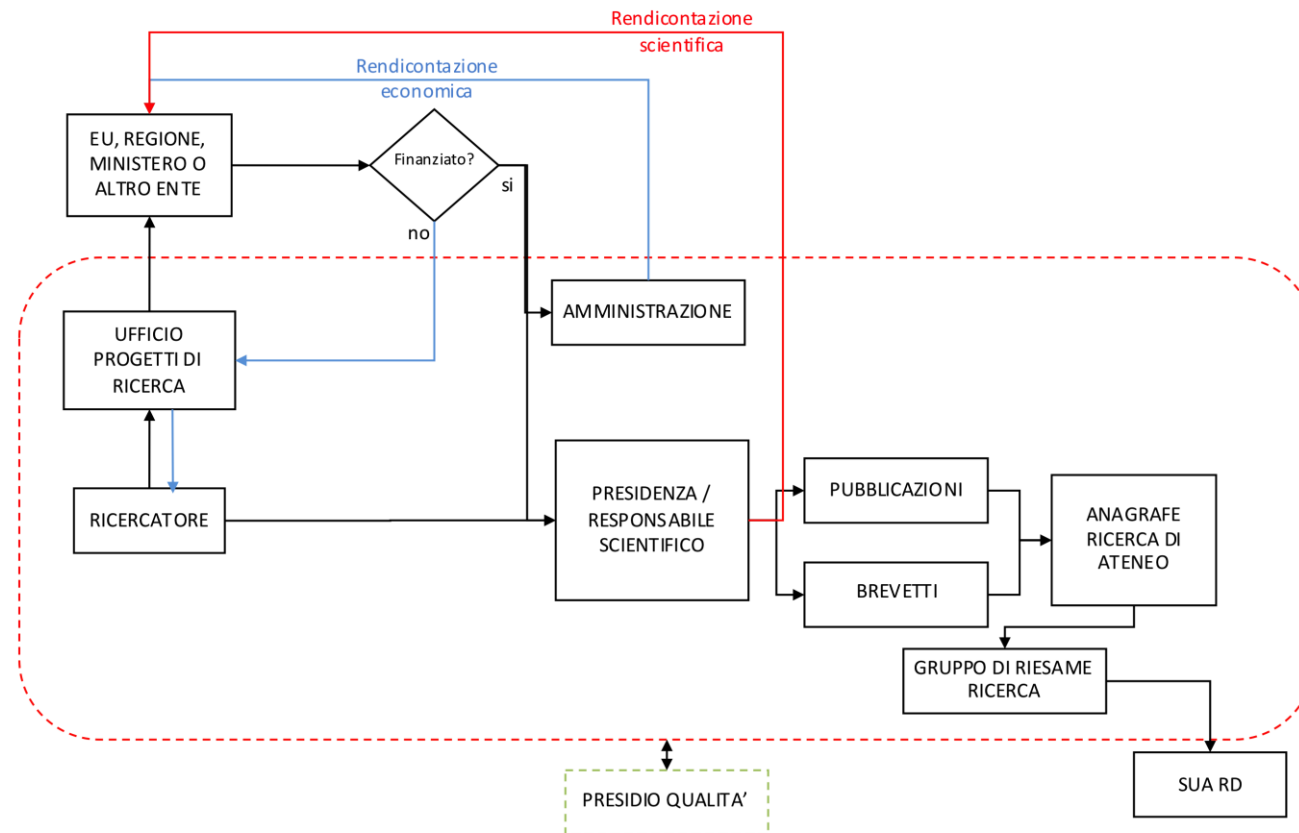 Rendicontazione
scientifica
Rendicontazione
economica
EU, REGIONE,
MINISTERO O
ALTRO ENTE
Finanziato?
si
no
AMMINISTRAZIONE
UFFICIO
PROGETTI DI
RICERCA
RICERCATORE
PRESIDENZA /
RESPONSABILE
SCIENTIFICO
PUBBLICAZIONI
BREVETTI
ANAGRAFE
RICERCA DI
ATENEO
GRUPPO DI RIESAME
RICERCA
SUA RD
PRESIDIO QUALITA’